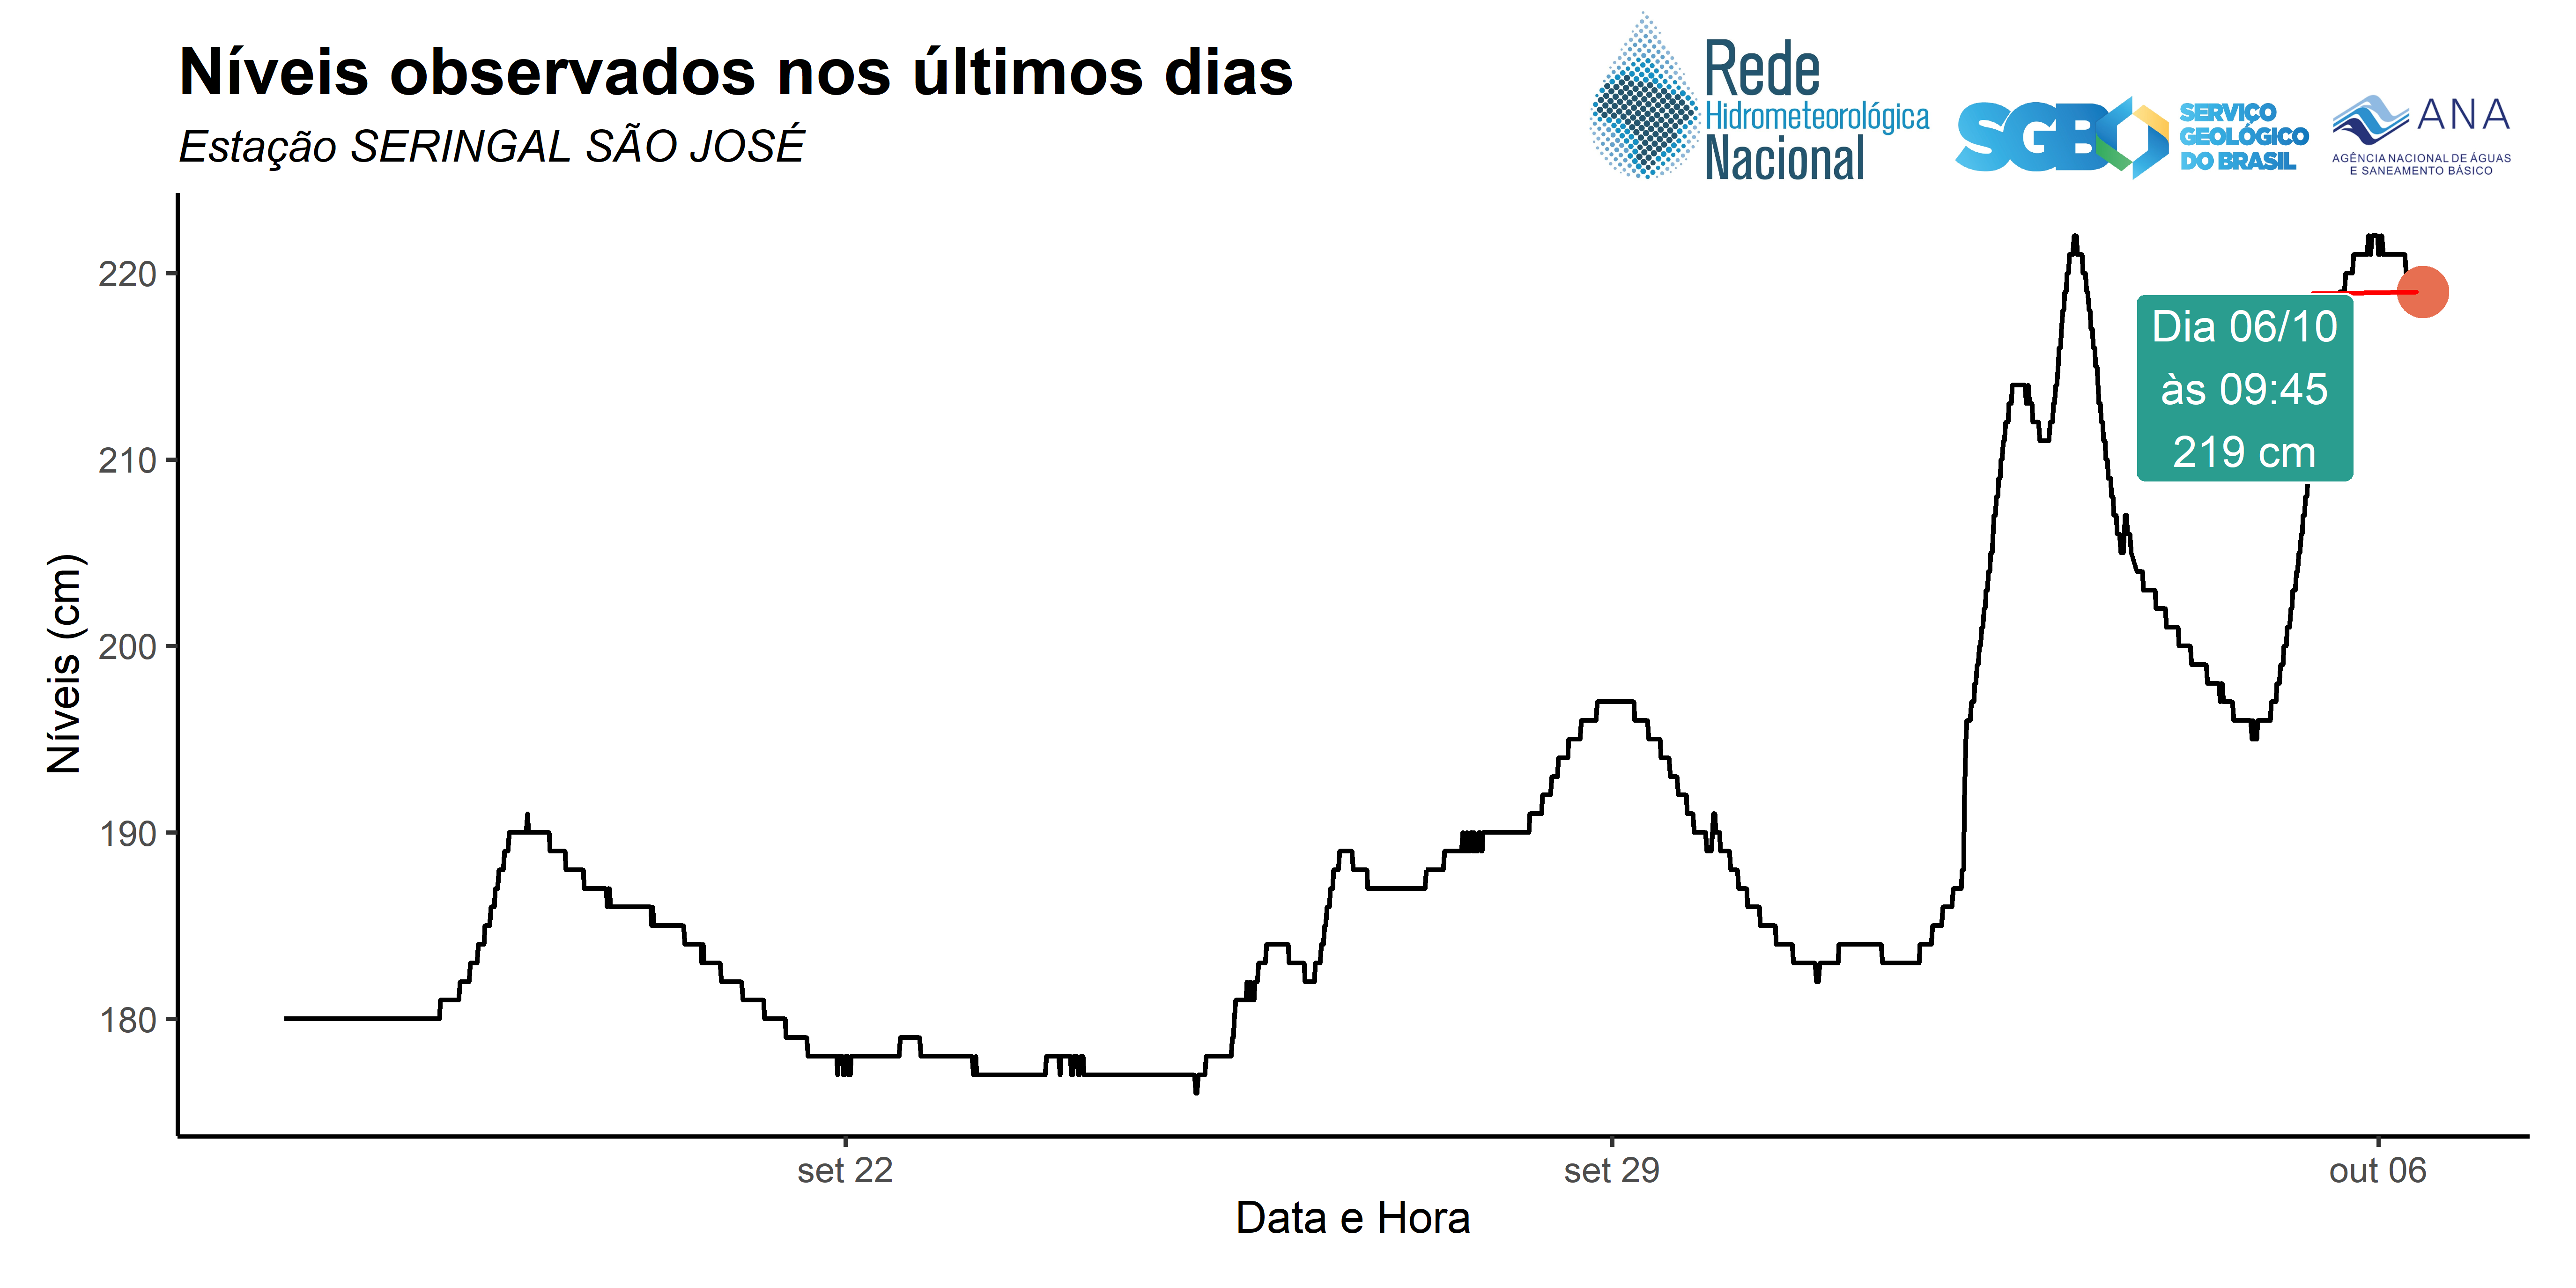 Níveis observados nos últimos dias
Estação SERINGAL SÃO JOSÉ
Rede
Hidrometeorológica
Nacional
SGB
SERVIÇO
GEOLÓGICO
DO BRASIL
ANA
AGÊNCIA NACIONAL DE ÁGUAS
E SANEAMENTO BÁSICO
Níveis (cm)
220
210
200
190
180
Dia 06/10
às 09:45
219 cm
set 22
set 29
out 06
Data e Hora